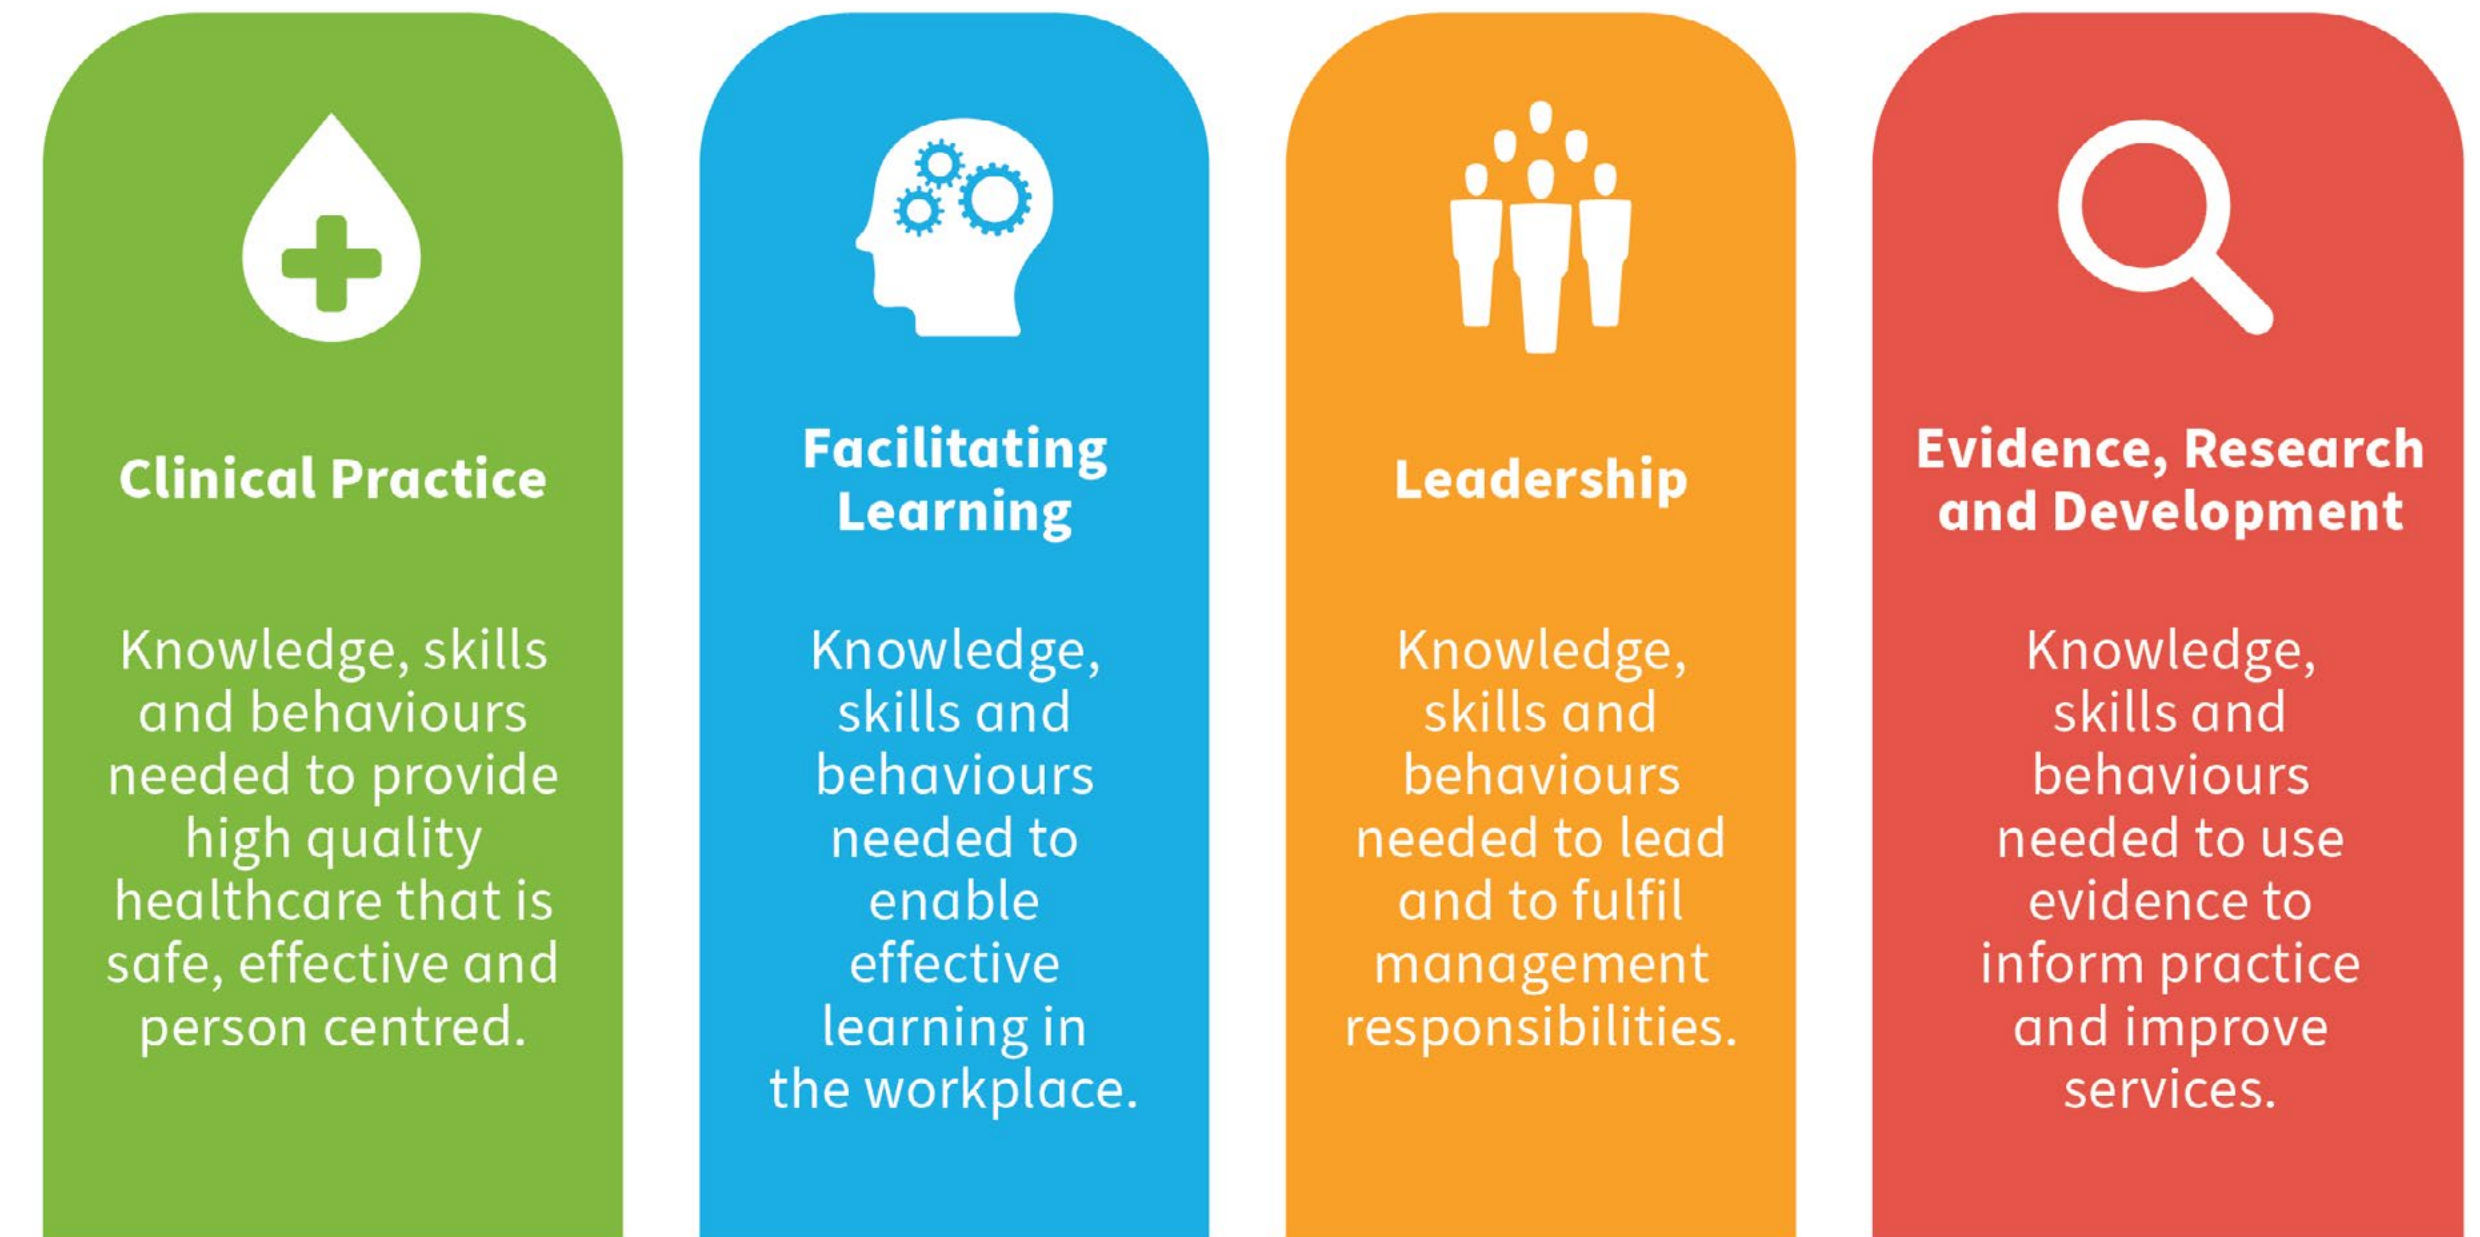 Clinical Practice
Knowledge, skills
and behaviours
needed to provide
high quality
healthcare that is
safe, effective and
person centred.
Facilitating
Learning
Knowledge,
skills and
behaviours
needed to
enable
effective
learning in
the workplace.
Leadership
Knowledge,
skills and
behaviours
needed to lead
and to fulfil
management
responsibilities.
Evidence, Research
and Development
Knowledge,
skills and
behaviours
needed to use
evidence to
inform practice
and improve
services.